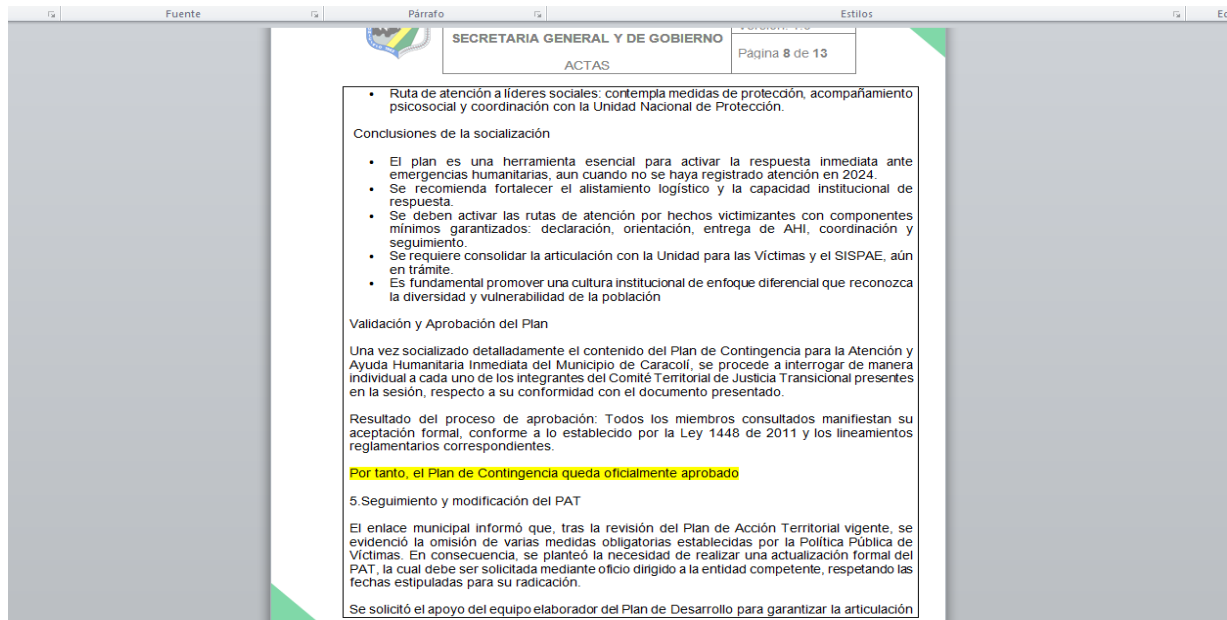 Fuente
Párrafo
Estilos
SECRETARIA GENERAL Y DE GOBIERNO
ACTAS
Página 8 de 13
• Ruta de atención a líderes sociales: contempla medidas de protección, acompañamiento
psicosocial y coordinación con la Unidad Nacional de Protección.
Conclusiones de la socialización
• El plan es una herramienta esencial para activar la respuesta inmediata ante
emergencias humanitarias, aun cuando no se haya registrado atención en 2024.
• Se recomienda fortalecer el alistamiento logístico y la capacidad institucional de
respuesta.
• Se deben activar las rutas de atención por hechos victimizantes con componentes
mínimos garantizados: declaración, orientación, entrega de AHI, coordinación y
seguimiento.
• Se requiere consolidar la articulación con la Unidad para las Víctimas y el SISPAE, aún
en trámite.
• Es fundamental promover una cultura institucional de enfoque diferencial que reconozca
la diversidad y vulnerabilidad de la población
Validación y Aprobación del Plan
Una vez socializado detalladamente el contenido del Plan de Contingencia para la Atención y
Ayuda Humanitaria Inmediata del Municipio de Caracolí, se procede a interrogar de manera
individual a cada uno de los integrantes del Comité Territorial de Justicia Transicional presentes
en la sesión, respecto a su conformidad con el documento presentado.
Resultado del proceso de aprobación: Todos los miembros consultados manifiestan su
aceptación formal, conforme a lo establecido por la Ley 1448 de 2011 y los lineamientos
reglamentarios correspondientes.
Por tanto, el Plan de Contingencia queda oficialmente aprobado
5.Seguimiento y modificación del PAT
El enlace municipal informó que, tras la revisión del Plan de Acción Territorial vigente, se
evidenció la omisión de varias medidas obligatorias establecidas por la Política Pública de
Víctimas. En consecuencia, se planteó la necesidad de realizar una actualización formal del
PAT, la cual debe ser solicitada mediante oficio dirigido a la entidad competente, respetando las
fechas estipuladas para su radicación.
Se solicitó el apoyo del equipo elaborador del Plan de Desarrollo para garantizar la articulación